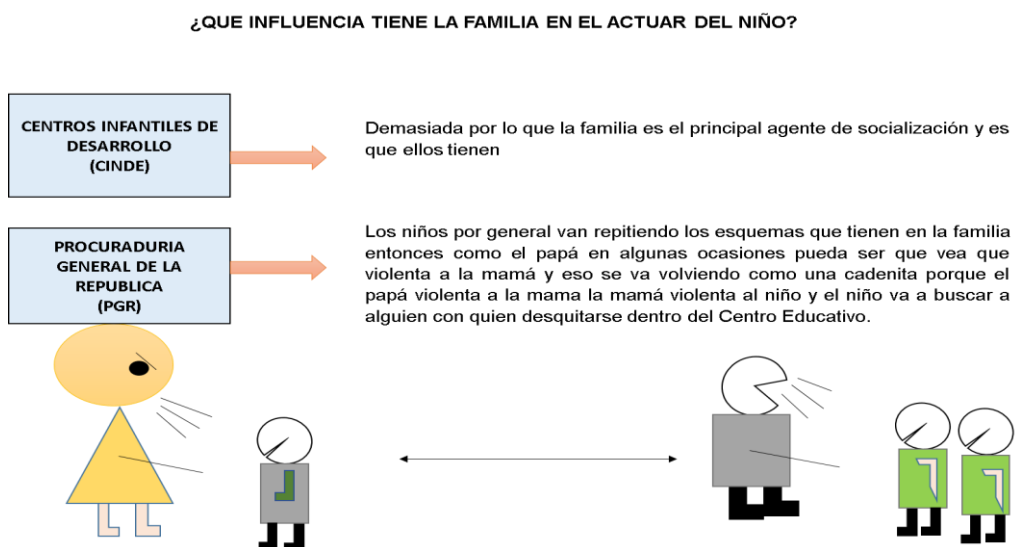 ¿QUE INFLUENCIA TIENE LA FAMILIA EN EL ACTUAR DEL NIÑO?
CENTROS INFANTILES DE
DESARROLLO
(CINDE)
Demasiada por lo que la familia es el principal agente de socialización y es
que ellos tienen
PROCURADURIA
GENERAL DE LA
REPUBLICA
(PGR)
Los niños por general van repitiendo los esquemas que tienen en la familia
entonces como el papá en algunas ocasiones pueda ser que vea que
violenta a la mamá y eso se va volviendo como una cadenita porque el
papá violenta a la mama la mamá violenta al niño y el niño va a buscar a
alguien con quien desquitarse dentro del Centro Educativo.